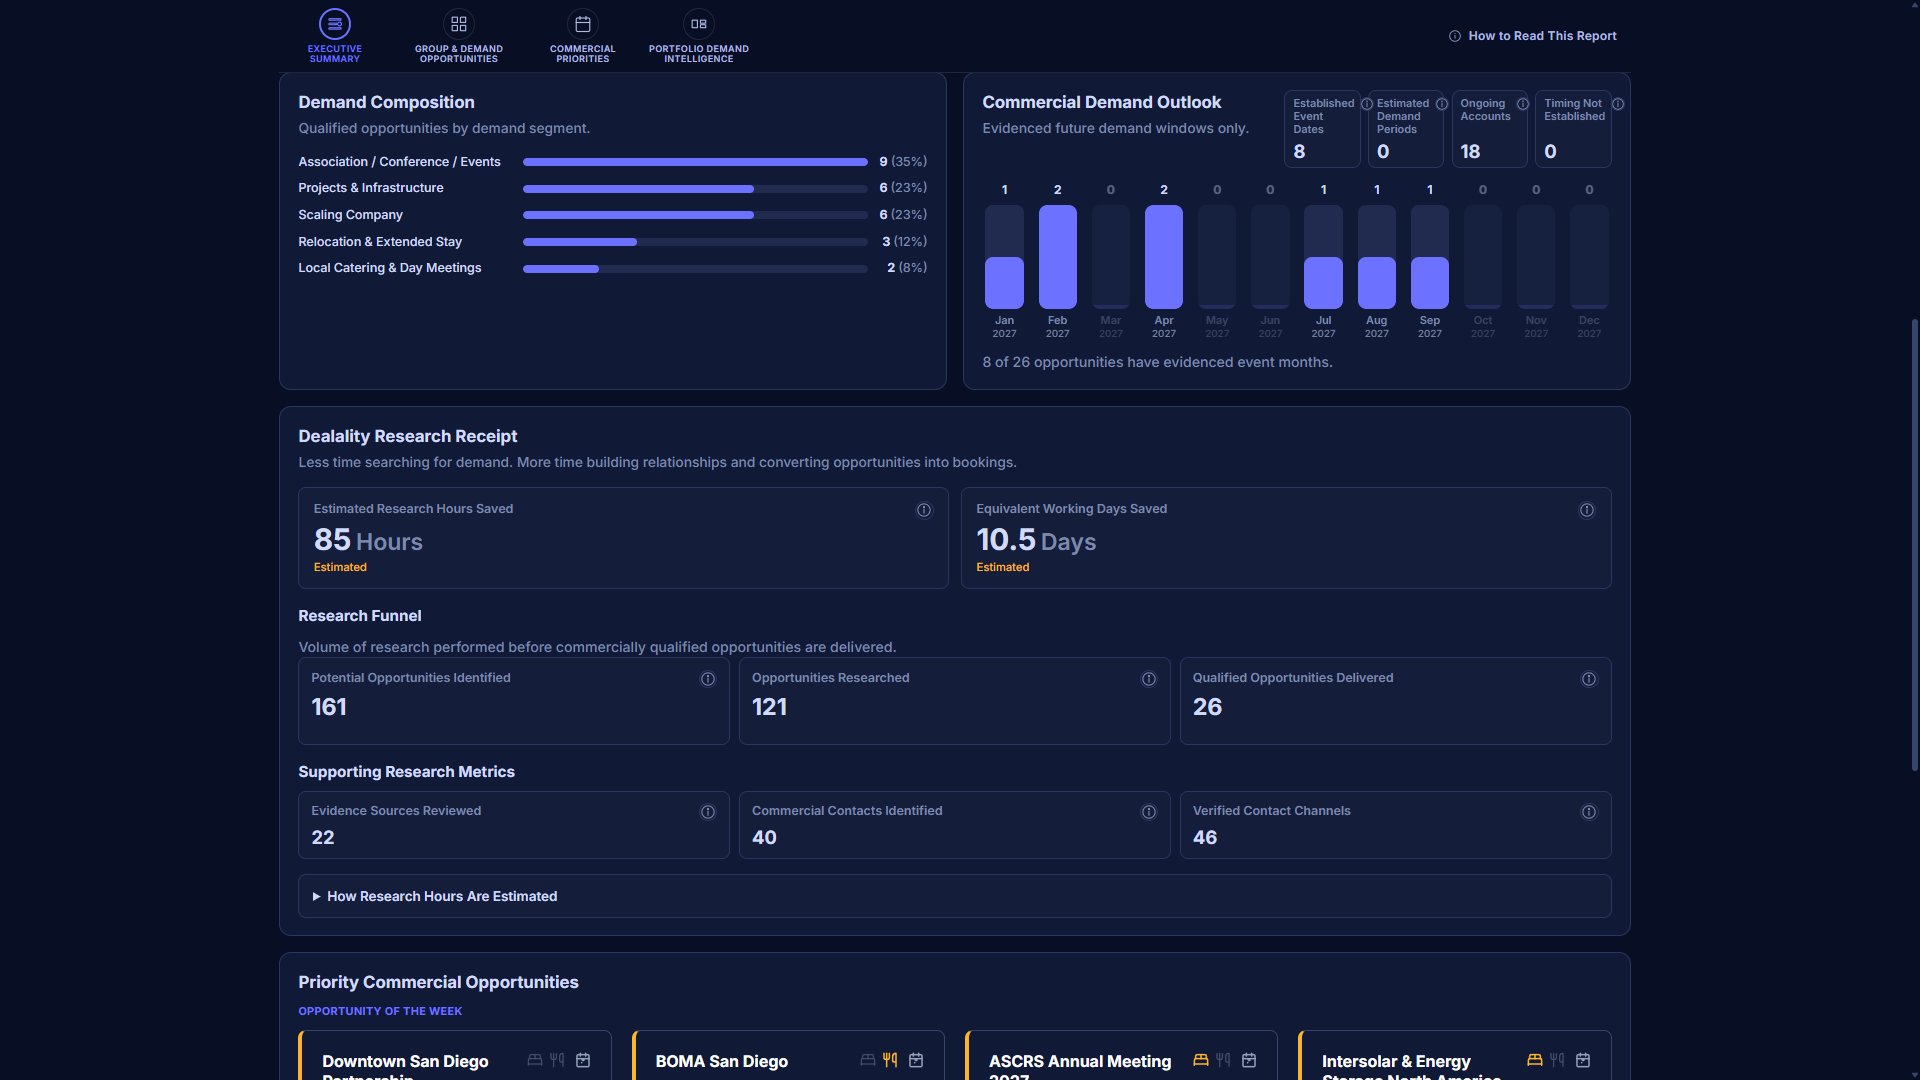 EXECUTIVE
SUMMARY
GROUP & DEMAND
OPPORTUNITIES
COMMERCIAL
PRIORITIES
PORTFOLIO DEMAND
INTELLIGENCE
How to Read This Report
Demand Composition
Qualified opportunities by demand segment.
Association / Conference / Events 9 (35%)
Projects & Infrastructure 6 (23%)
Scaling Company 6 (23%)
Relocation & Extended Stay 3 (12%)
Local Catering & Day Meetings 2 (8%)
Commercial Demand Outlook
Evidenced future demand windows only.
Established
Event
Dates
8
Estimated
Demand
Periods
0
Ongoing
Accounts
18
Timing Not
Established
0
1 2 0 2 0 0 1 1 1 0 0 0
Jan Feb Mar Apr May Jun Jul Aug Sep Oct Nov Dec
2027 2027 2027 2027 2027 2027 2027 2027 2027 2027 2027 2027
8 of 26 opportunities have evidenced event months.
Dealality Research Receipt
Less time searching for demand. More time building relationships and converting opportunities into bookings.
Estimated Research Hours Saved
85 Hours
Estimated
Equivalent Working Days Saved
10.5 Days
Estimated
Research Funnel
Volume of research performed before commercially qualified opportunities are delivered.
Potential Opportunities Identified
161
Opportunities Researched
121
Qualified Opportunities Delivered
26
Supporting Research Metrics
Evidence Sources Reviewed
22
Commercial Contacts Identified
40
Verified Contact Channels
46
How Research Hours Are Estimated
Priority Commercial Opportunities
OPPORTUNITY OF THE WEEK
Downtown San Diego
Partnership
BOMA San Diego
ASCRS Annual Meeting
2027
Intersolar & Energy
Storage North America